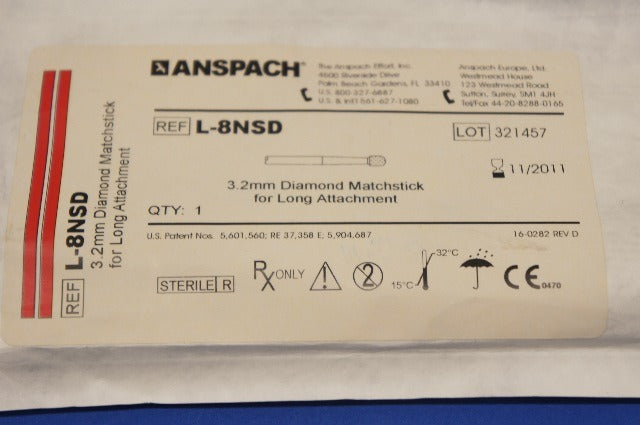 ANSPACH®
The Anspach Effort, Inc.
4500 Riverside Drive
Palm Beach Gardens, FL 33410
U.S. 800-327-6887
U.S. & Int'l 561-627-1080
Anspach Europe, Ltd.
Westmead House
123 Westmead Road
Sutton, Surrey, SM1 4JH
Tel/Fax 44-20-8288-0165
REF L-8NSD
LOT 321457
11/2011
3.2mm Diamond Matchstick
for Long Attachment
QTY: 1
U.S. Patent Nos. 5,601,560; RE 37,358 E; 5,904,687
16-0282 REV D
STERILE R
Rx ONLY
2
15°C
32°C
CE 0470
REF L-8NSD
3.2mm Diamond Matchstick
for Long Attachment